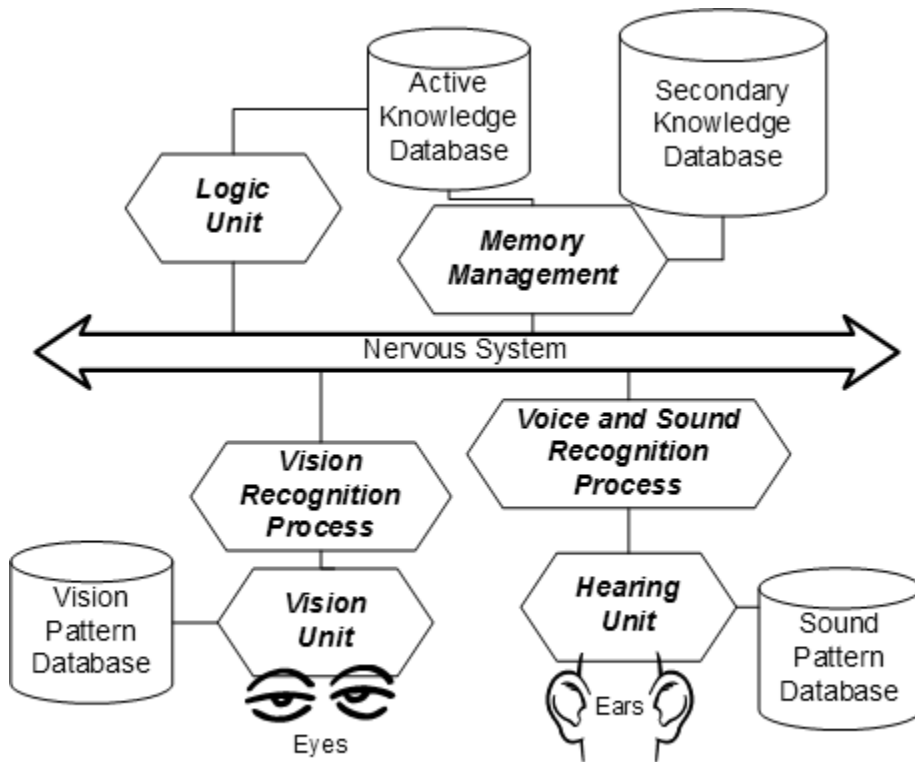 Active
Knowledge
Database
Secondary
Knowledge
Database
Logic
Unit
Memory
Management
Nervous System
Vision
Recognition
Process
Voice and Sound
Recognition
Process
Vision
Pattern
Database
Vision
Unit
Hearing
Unit
Sound
Pattern
Database
Eyes
Ears